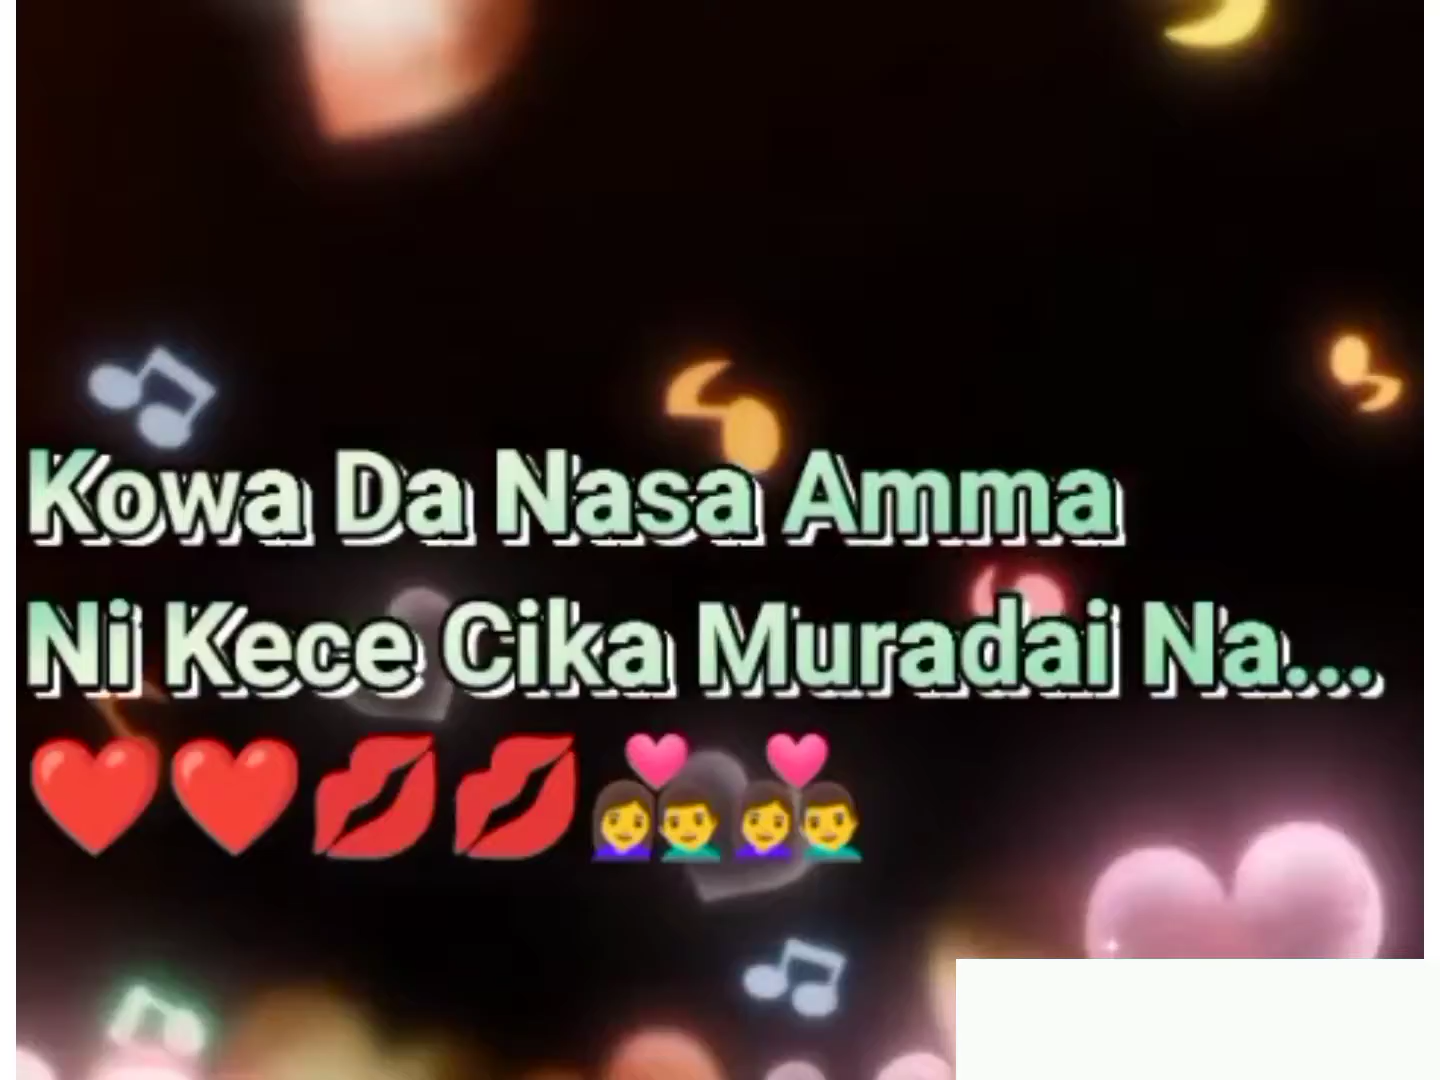 Kowa Da Nasa Amma
Ni Kece Cika Muradai Na...
❤️❤️💋💋👩‍❤️‍👨👩‍❤️‍👨